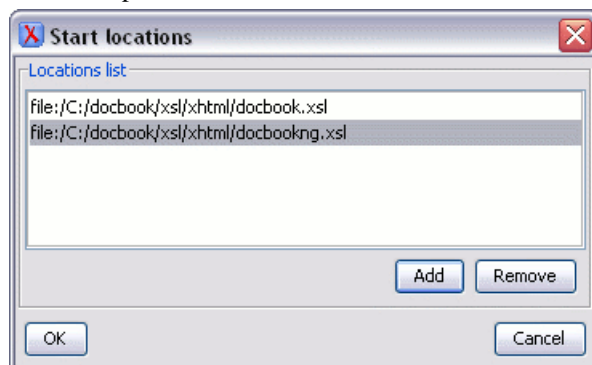 Start locations
Locations list
file:/C:/docbook/xsl/xhtml/docbook.xsl
file:/C:/docbook/xsl/xhtml/docbookng.xsl
Add Remove
OK Cancel